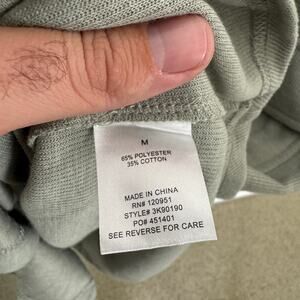 M
65% POLYESTER
35% COTTON
MADE IN CHINA
RN# 120951
STYLE# 3K90190
PO# 451401
SEE REVERSE FOR CARE